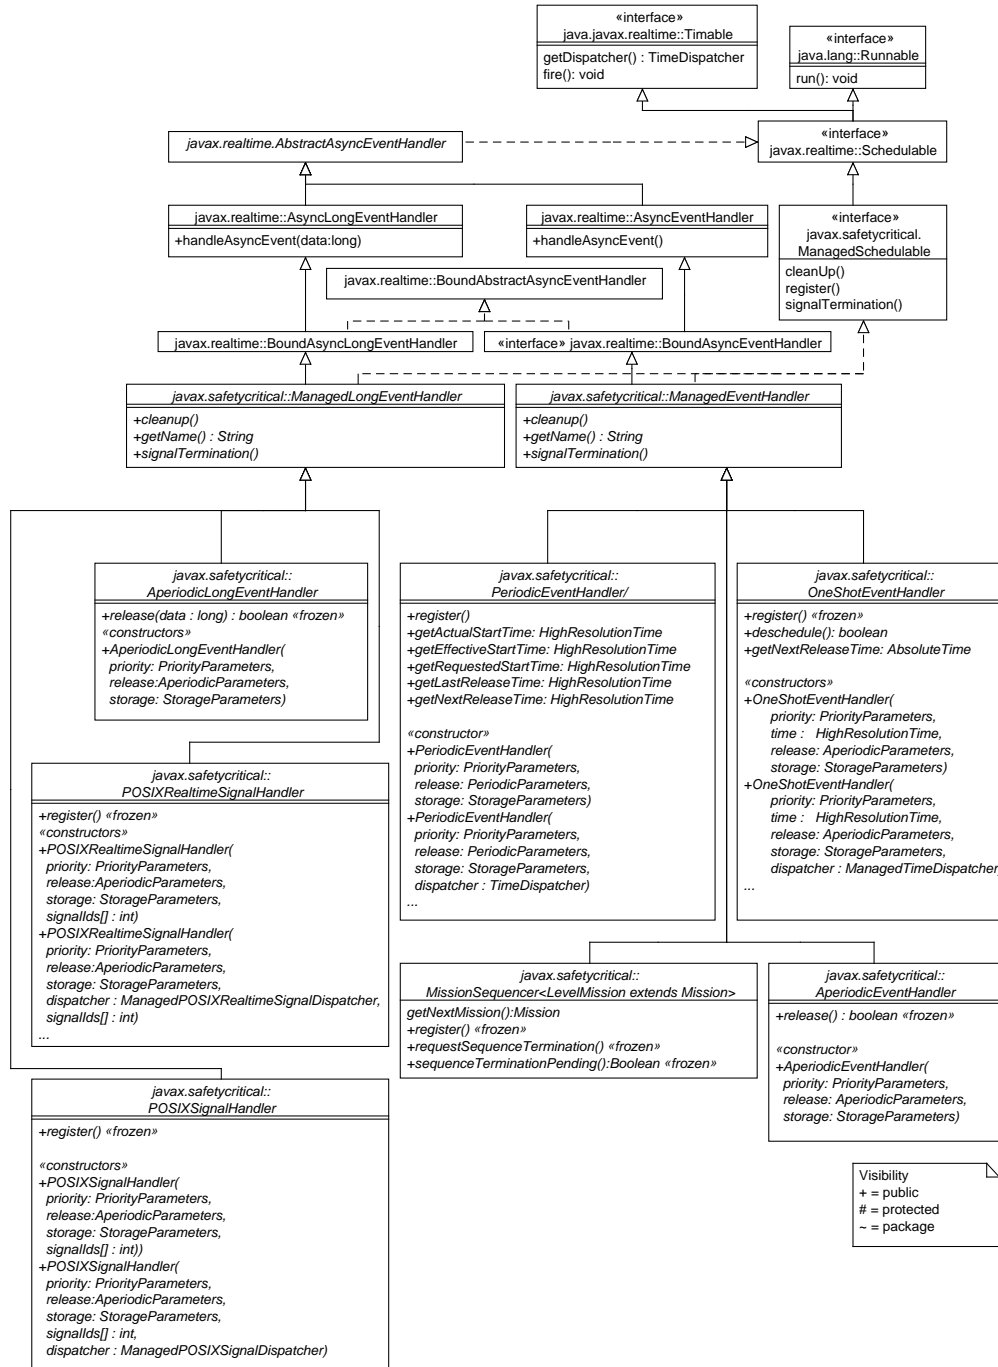 «interface»
java.javax.realtime::Timable
getDispatcher() : TimeDispatcher
fire(): void
«interface»
java.lang::Runnable
run(): void
javax.realtime.AbstractAsyncEventHandler
«interface»
javax.realtime::Schedulable
javax.realtime::AsyncLongEventHandler
+handleAsyncEvent(data:long)
javax.realtime::AsyncEventHandler
+handleAsyncEvent()
«interface»
javax.safetycritical.
ManagedSchedulable
cleanUp()
register()
signalTermination()
javax.realtime::BoundAbstractAsyncEventHandler
javax.realtime::BoundAsyncLongEventHandler
«interface» javax.realtime::BoundAsyncEventHandler
javax.safetycritical::ManagedLongEventHandler
+cleanup()
+getName() : String
+signalTermination()
javax.safetycritical::ManagedEventHandler
+cleanup()
+getName() : String
+signalTermination()
javax.safetycritical::
AperiodicLongEventHandler
+release(data : long) : boolean «frozen»
«constructors»
+AperiodicLongEventHandler(
priority: PriorityParameters,
release:AperiodicParameters,
storage: StorageParameters)
javax.safetycritical::
PeriodicEventHandler/
+register()
+getActualStartTime: HighResolutionTime
+getEffectiveStartTime: HighResolutionTime
+getRequestedStartTime: HighResolutionTime
+getLastReleaseTime: HighResolutionTime
+getNextReleaseTime: HighResolutionTime
«constructor»
+PeriodicEventHandler(
priority: PriorityParameters,
release: PeriodicParameters,
storage: StorageParameters)
+PeriodicEventHandler(
priority: PriorityParameters,
release: PeriodicParameters,
storage: StorageParameters,
dispatcher : TimeDispatcher)
...
javax.safetycritical::
OneShotEventHandler
+register() «frozen»
+deschedule(): boolean
+getNextReleaseTime: AbsoluteTime
«constructors»
+OneShotEventHandler(
priority: PriorityParameters,
time : HighResolutionTime,
release: AperiodicParameters,
storage: StorageParameters)
+OneShotEventHandler(
priority: PriorityParameters,
time : HighResolutionTime,
release: AperiodicParameters,
storage: StorageParameters,
dispatcher : ManagedTimeDispatcher)
...
javax.safetycritical::
POSIXRealtimeSignalHandler
+register() «frozen»
«constructors»
+POSIXRealtimeSignalHandler(
priority: PriorityParameters,
release:AperiodicParameters,
storage: StorageParameters,
signalIds[] : int)
+POSIXRealtimeSignalHandler(
priority: PriorityParameters,
release:AperiodicParameters,
storage: StorageParameters,
dispatcher : ManagedPOSIXRealtimeSignalDispatcher,
signalIds[] : int)
...
javax.safetycritical::
MissionSequencer<LevelMission extends Mission>
getNextMission():Mission
+register() «frozen»
+requestSequenceTermination() «frozen»
+sequenceTerminationPending():Boolean «frozen»
javax.safetycritical::
AperiodicEventHandler
+release() : boolean «frozen»
«constructor»
+AperiodicEventHandler(
priority: PriorityParameters,
release: AperiodicParameters,
storage: StorageParameters)
javax.safetycritical::
POSIXSignalHandler
+register() «frozen»
«constructors»
+POSIXSignalHandler(
priority: PriorityParameters,
release:AperiodicParameters,
storage: StorageParameters,
signalIds[] : int))
+POSIXSignalHandler(
priority: PriorityParameters,
release:AperiodicParameters,
storage: StorageParameters,
signalIds[] : int,
dispatcher : ManagedPOSIXSignalDispatcher)
Visibility
+ = public
# = protected
~ = package